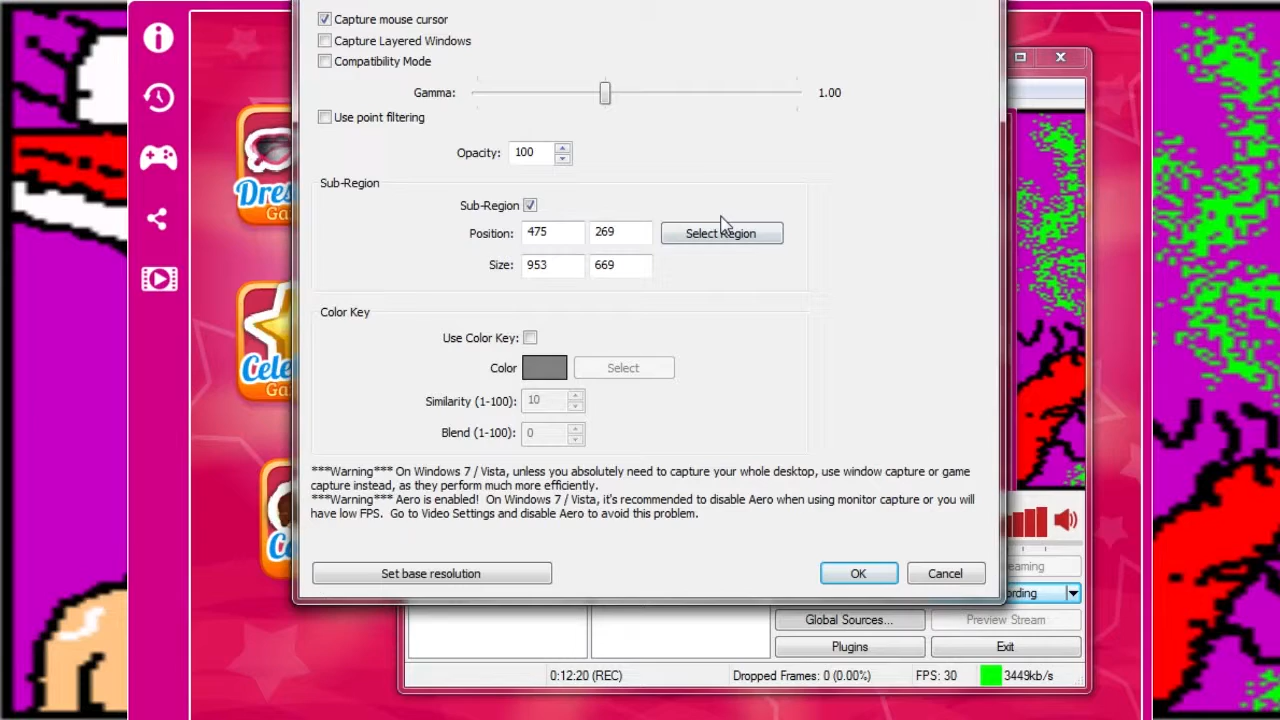 Capture mouse cursor
Capture Layered Windows
Compatibility Mode
Gamma: 1.00
Use point filtering
Opacity: 100
Sub-Region
Sub-Region
Position: 475 269 Select Region
Size: 953 669
Color Key
Use Color Key:
Color Select
Similarity (1-100): 10
Blend (1-100): 0
***Warning*** On Windows 7 / Vista, unless you absolutely need to capture your whole desktop, use window capture or game
capture instead, as they perform much more efficiently.
***Warning*** Aero is enabled! On Windows 7 / Vista, it's recommended to disable Aero when using monitor capture or you will
have low FPS. Go to Video Settings and disable Aero to avoid this problem.
Set base resolution OK Cancel
Dres
Ga
Cele
Ga
eaming
ording
Global Sources... Preview Stream
Plugins Exit
0:12:20 (REC) Dropped Frames: 0 (0.00%) FPS: 30 3449kb/s